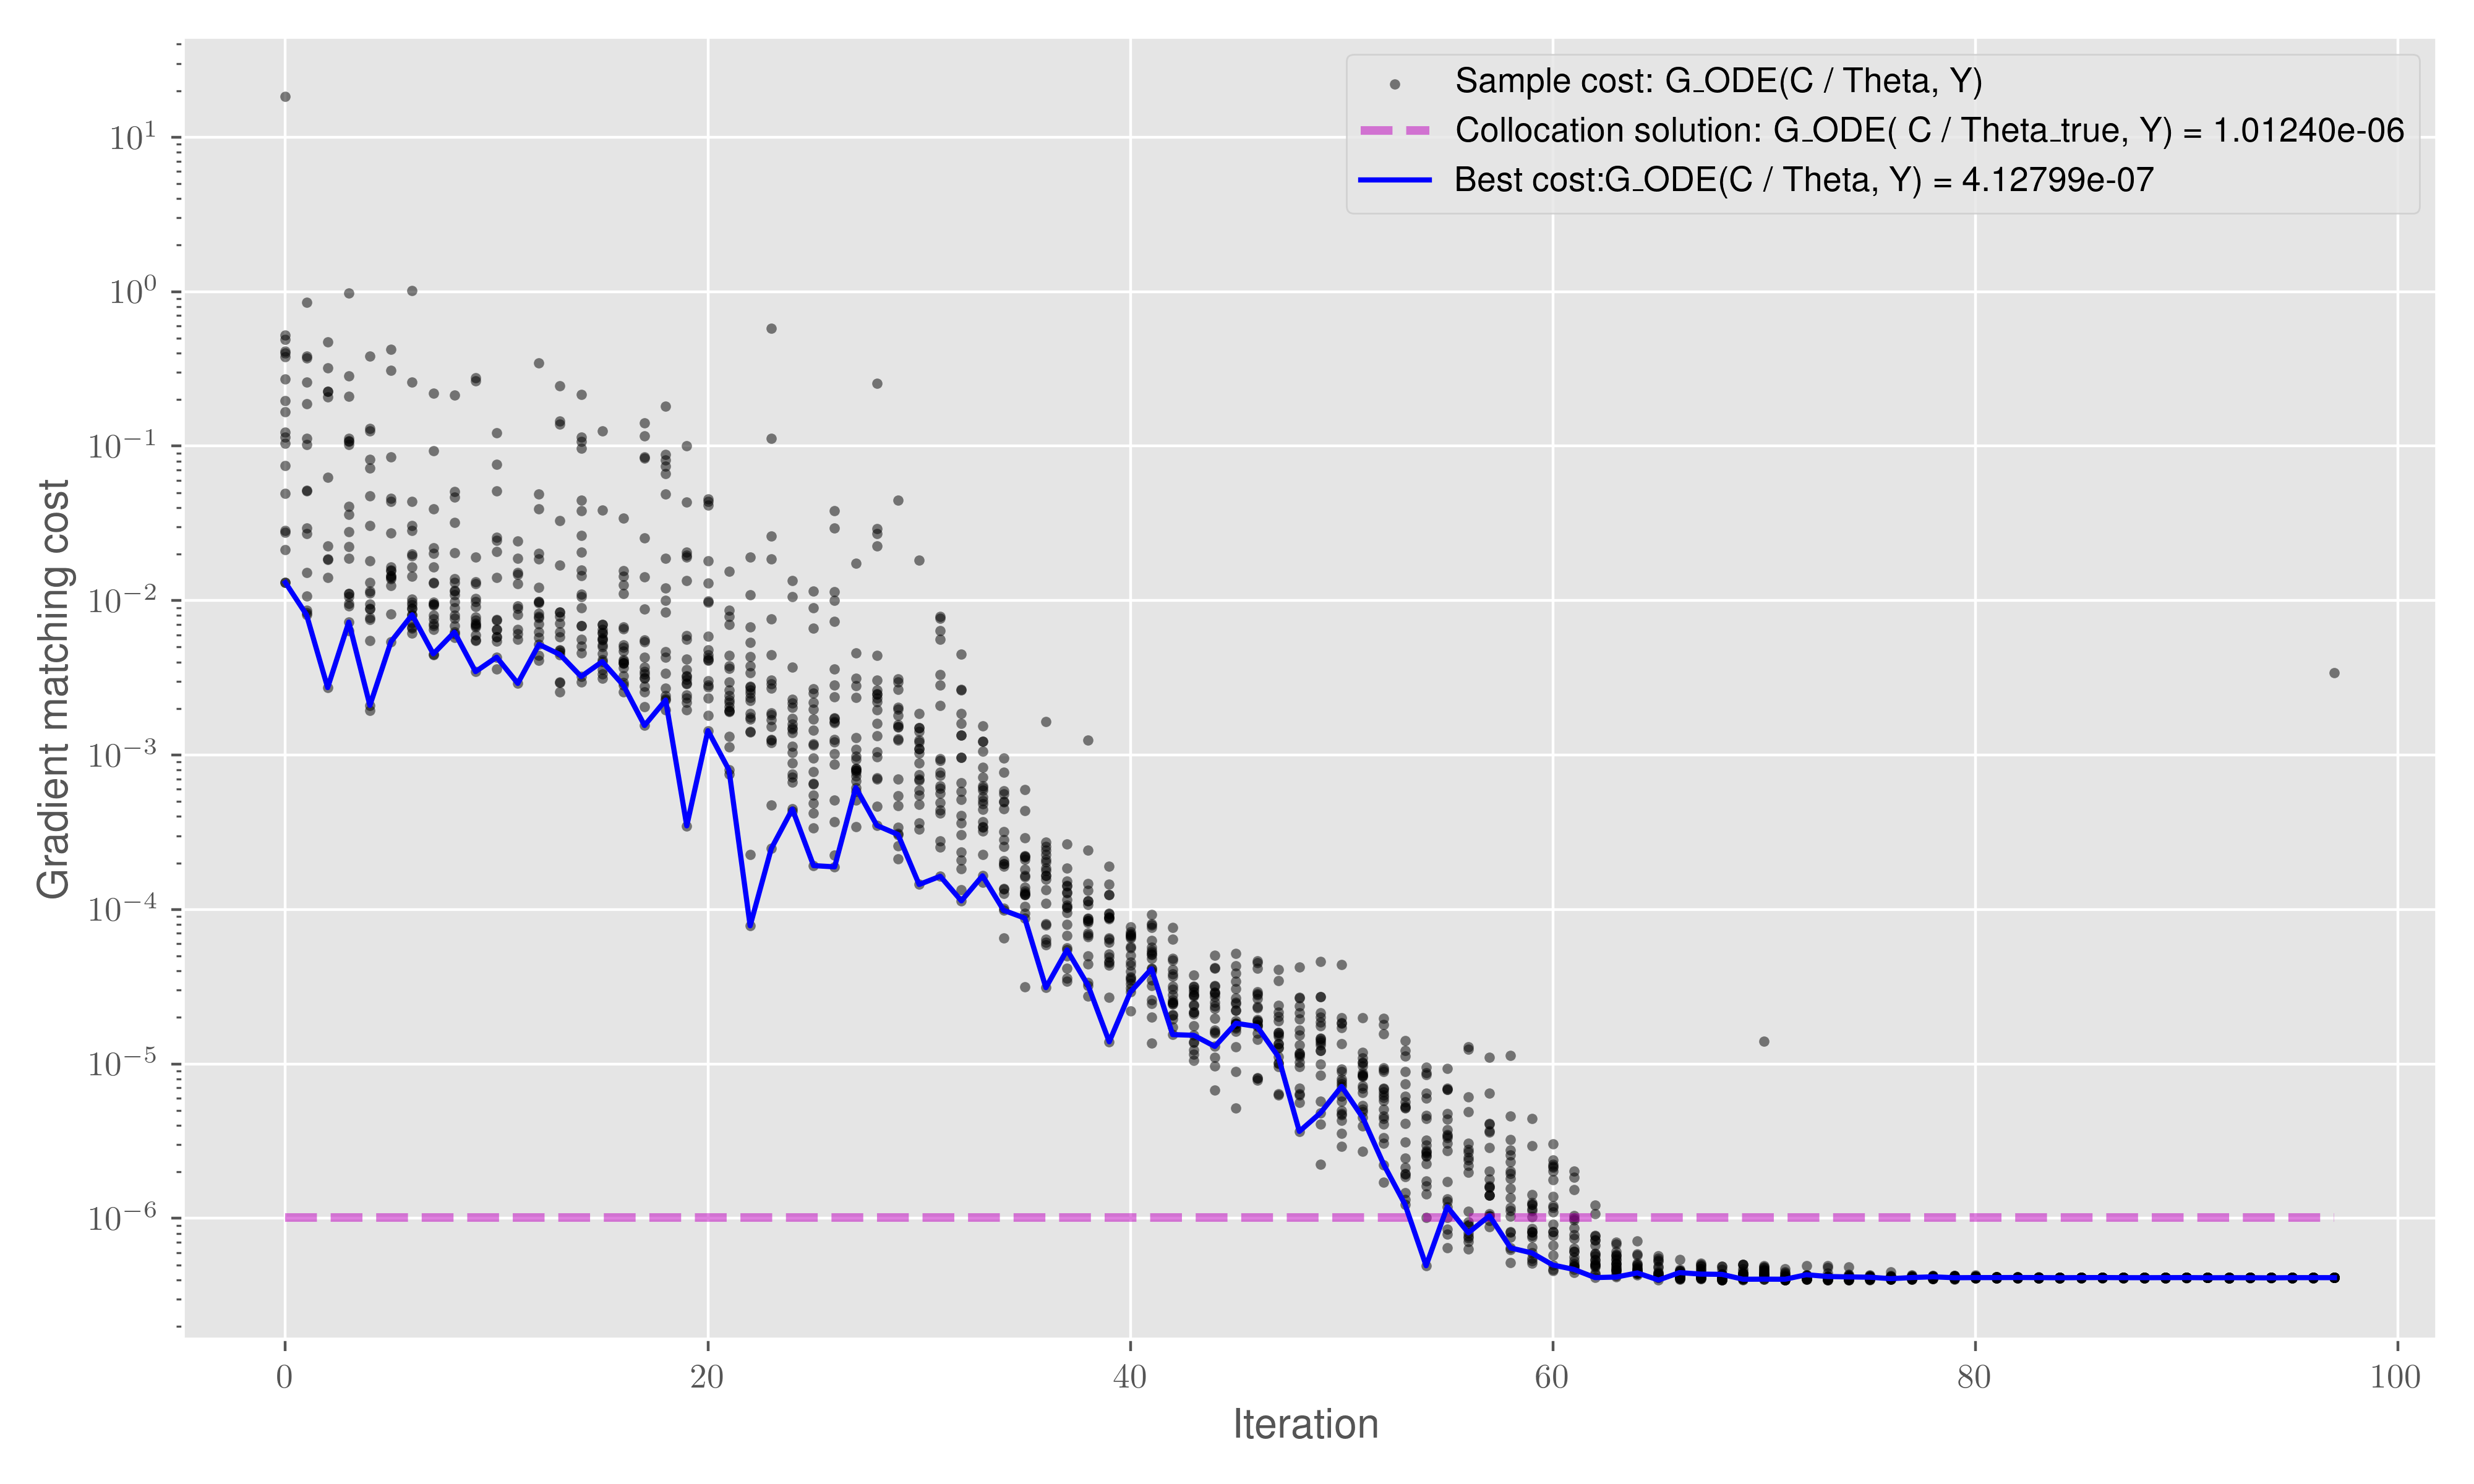 Sample cost: G_ODE(C / Theta, Y)
Collocation solution: G_ODE( C / Theta_true, Y) = 1.01240e-06
Best cost:G_ODE(C / Theta, Y) = 4.12799e-07
Gradient matching cost
10^1
10^0
10^−1
10^−2
10^−3
10^−4
10^−5
10^−6
0 20 40 60 80 100
Iteration